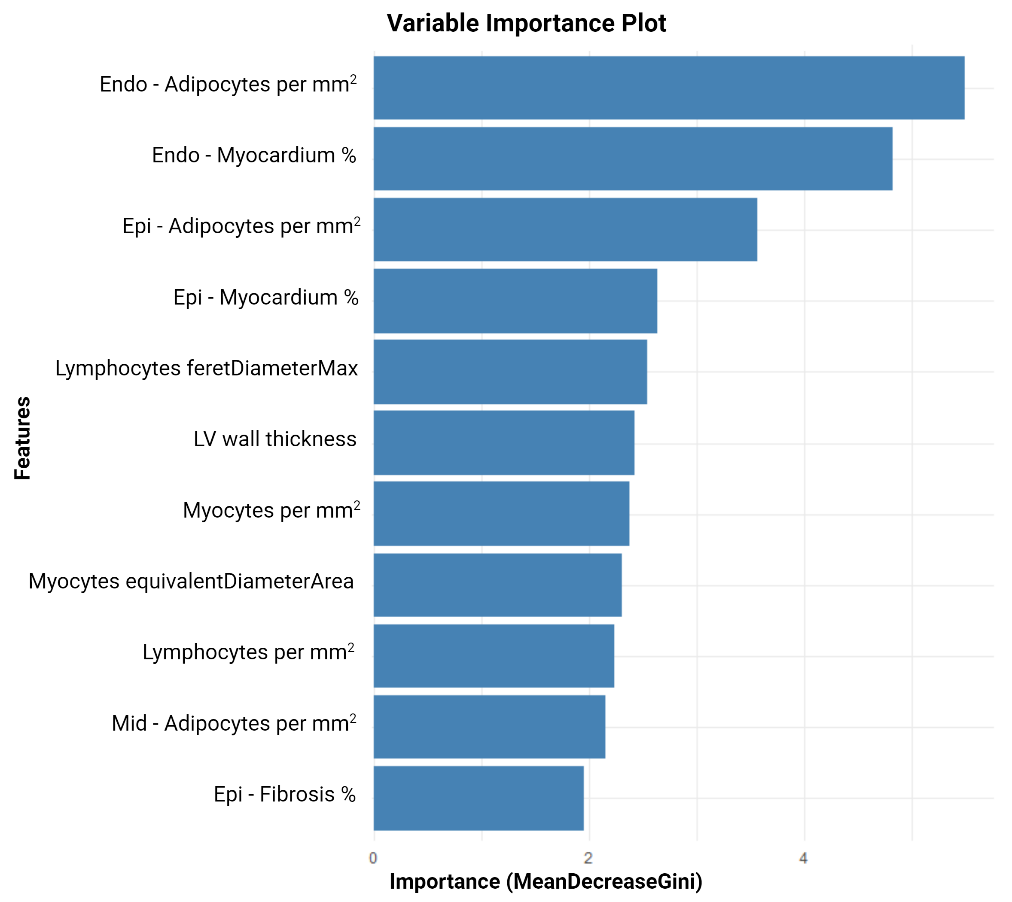 Variable Importance Plot
Features
Endo - Adipocytes per mm²
Endo - Myocardium %
Epi - Adipocytes per mm²
Epi - Myocardium %
Lymphocytes feretDiameterMax
LV wall thickness
Myocytes per mm²
Myocytes equivalentDiameterArea
Lymphocytes per mm²
Mid - Adipocytes per mm²
Epi - Fibrosis %
0 2 4
Importance (MeanDecreaseGini)